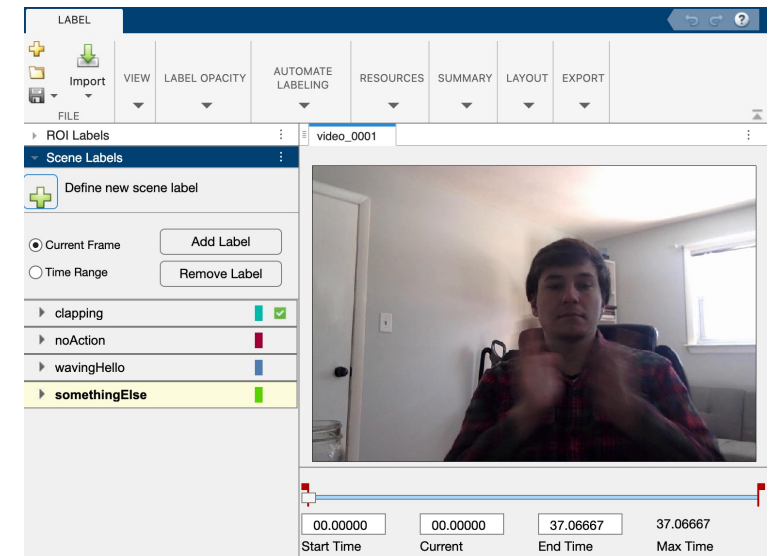 LABEL
?
Import
FILE
VIEW
LABEL OPACITY
AUTOMATE
LABELING
RESOURCES
SUMMARY
LAYOUT
EXPORT
ROI Labels
video_0001
Scene Labels
Define new scene label
Current Frame
Add Label
Time Range
Remove Label
clapping
noAction
wavingHello
somethingElse
00.00000
00.00000
37.06667
37.06667
Start Time
Current
End Time
Max Time